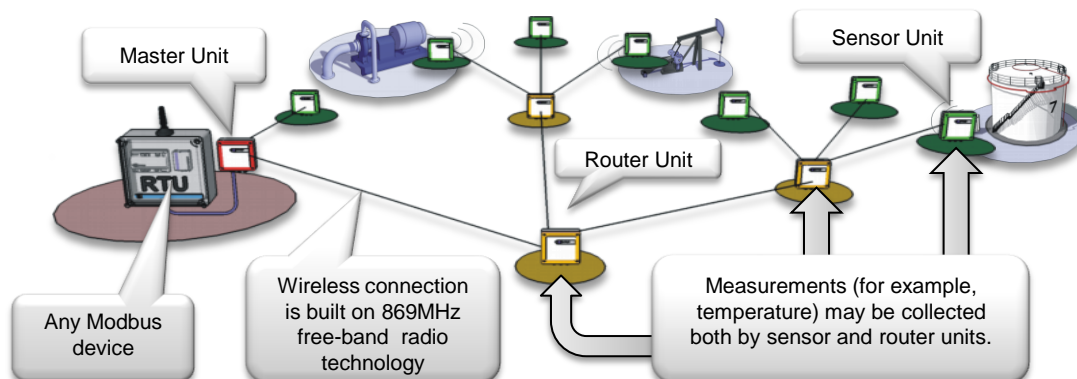 Master Unit
Sensor Unit
7
Router Unit
RTU
Any Modbus
device
Wireless connection
is built on 869MHz
free-band radio
technology
Measurements (for example,
temperature) may be collected
both by sensor and router units.